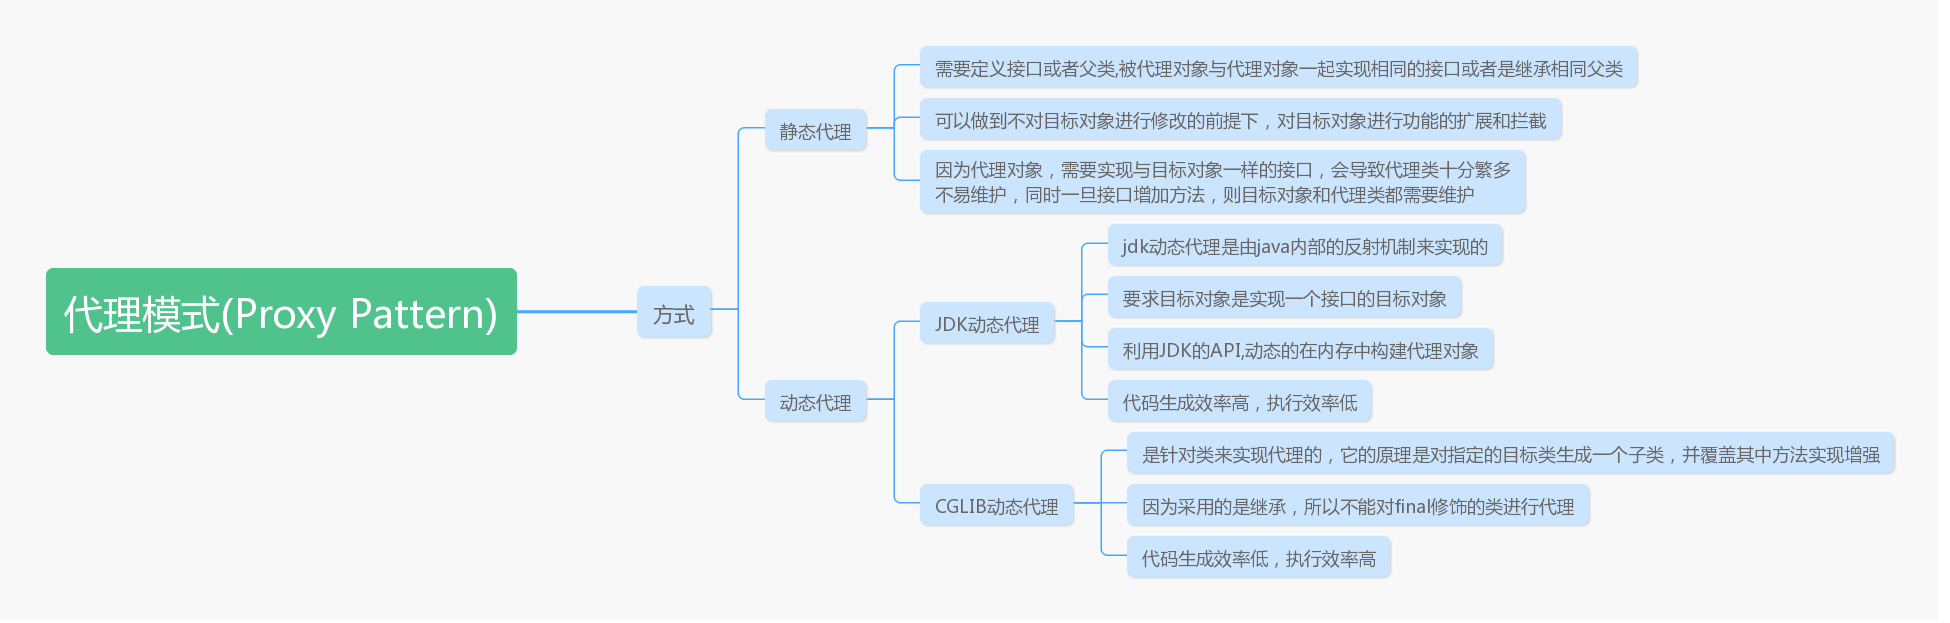 代理模式(Proxy Pattern)
方式
静态代理
需要定义接口或者父类,被代理对象与代理对象一起实现相同的接口或者是继承相同父类
可以做到不对目标对象进行修改的前提下，对目标对象进行功能的扩展和拦截
因为代理对象，需要实现与目标对象一样的接口，会导致代理类十分繁多
不易维护，同时一旦接口增加方法，则目标对象和代理类都需要维护
动态代理
JDK动态代理
jdk动态代理是由java内部的反射机制来实现的
要求目标对象是实现一个接口的目标对象
利用JDK的API,动态的在内存中构建代理对象
代码生成效率高，执行效率低
CGLIB动态代理
是针对类来实现代理的，它的原理是对指定的目标类生成一个子类，并覆盖其中方法实现增强
因为采用的是继承，所以不能对final修饰的类进行代理
代码生成效率低，执行效率高